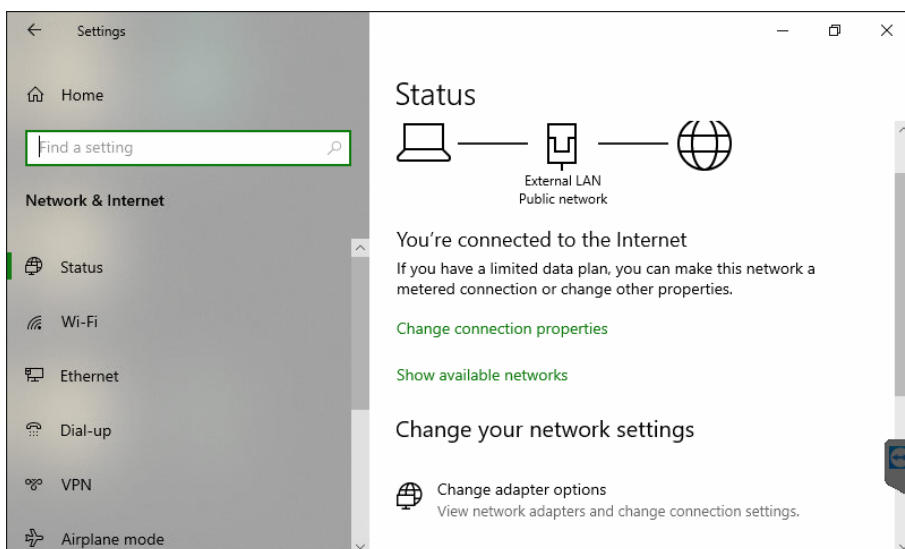 Settings
Home
Find a setting
Network & Internet
Status
Wi-Fi
Ethernet
Dial-up
VPN
Airplane mode
Status
External LAN
Public network
You're connected to the Internet
If you have a limited data plan, you can make this network a
metered connection or change other properties.
Change connection properties
Show available networks
Change your network settings
Change adapter options
View network adapters and change connection settings.